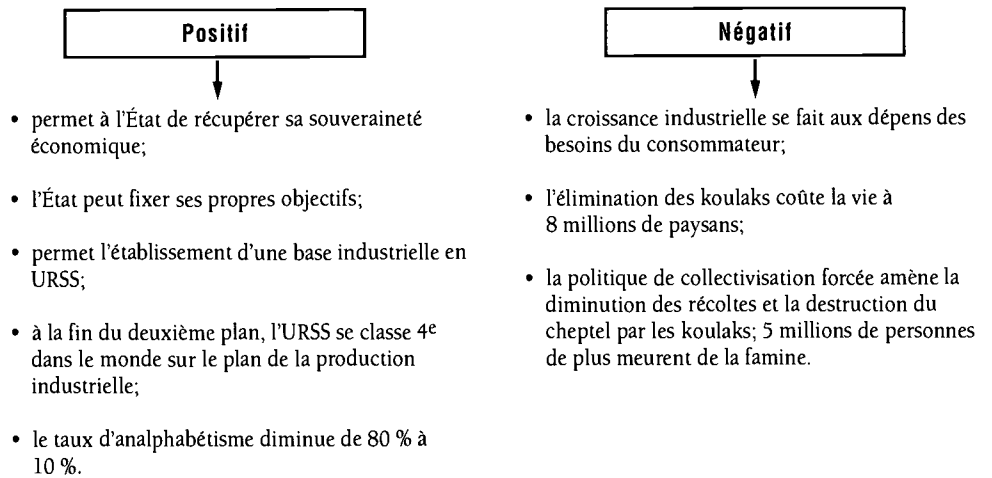 Positif
• permet à l'État de récupérer sa souveraineté
économique;
• l'État peut fixer ses propres objectifs;
• permet l'établissement d'une base industrielle en
URSS;
• à la fin du deuxième plan, l'URSS se classe 4e
dans le monde sur le plan de la production
industrielle;
• le taux d'analphabétisme diminue de 80 % à
10 %.
Négatif
• la croissance industrielle se fait aux dépens des
besoins du consommateur;
• l'élimination des koulaks coûte la vie à
8 millions de paysans;
• la politique de collectivisation forcée amène la
diminution des récoltes et la destruction du
cheptel par les koulaks; 5 millions de personnes
de plus meurent de la famine.